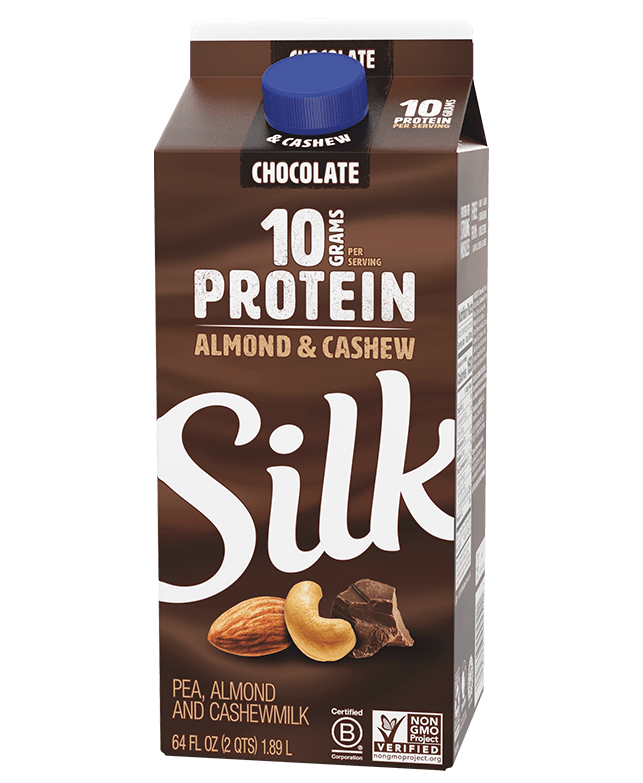 CHOCOLATE
& CASHEW
10 GRAMS
PROTEIN
PER SERVING
CHOCOLATE
10 GRAMS
PER
SERVING
PROTEIN
ALMOND & CASHEW
Silk
PEA, ALMOND
AND CASHEWMILK
64 FL OZ (2 QTS) 1.89 L
Certified
B
Corporation
NON
GMO
Project
VERIFIED
nongmoproject.org